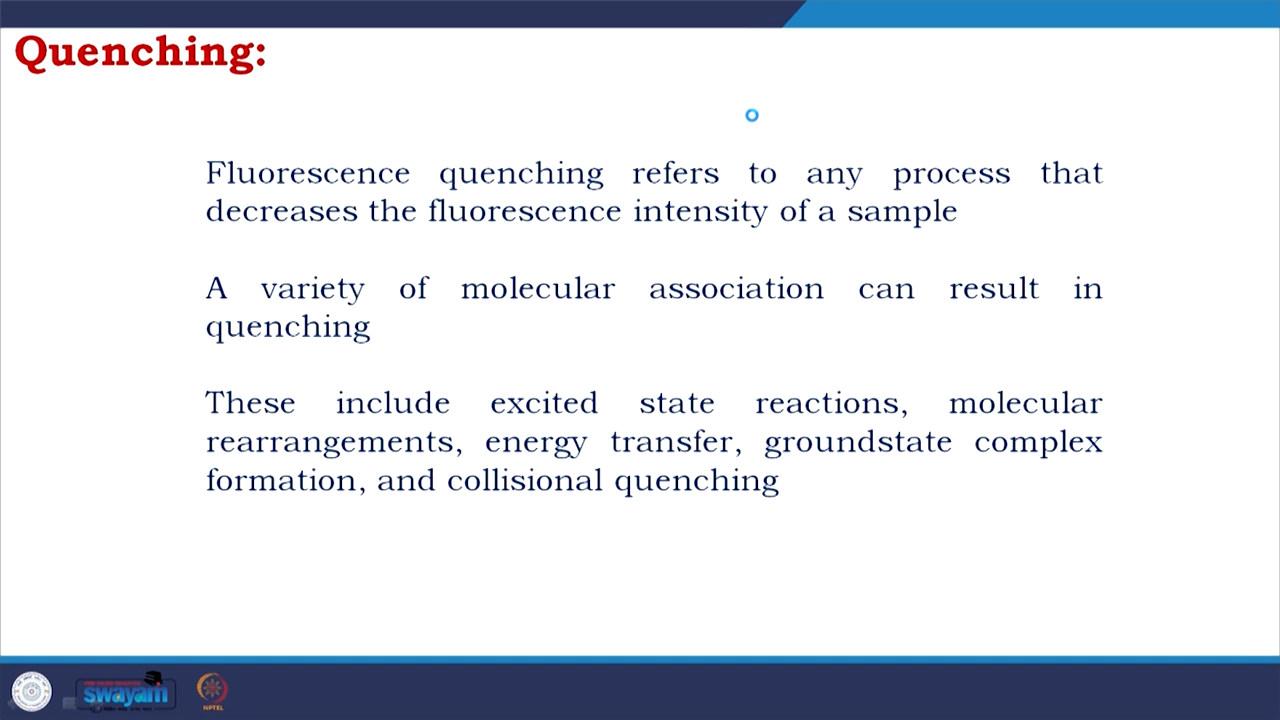 Quenching:
Fluorescence quenching refers to any process that
decreases the fluorescence intensity of a sample
A variety of molecular association can result in
quenching
These include excited state reactions, molecular
rearrangements, energy transfer, groundstate complex
formation, and collisional quenching
swayam
NPTEL